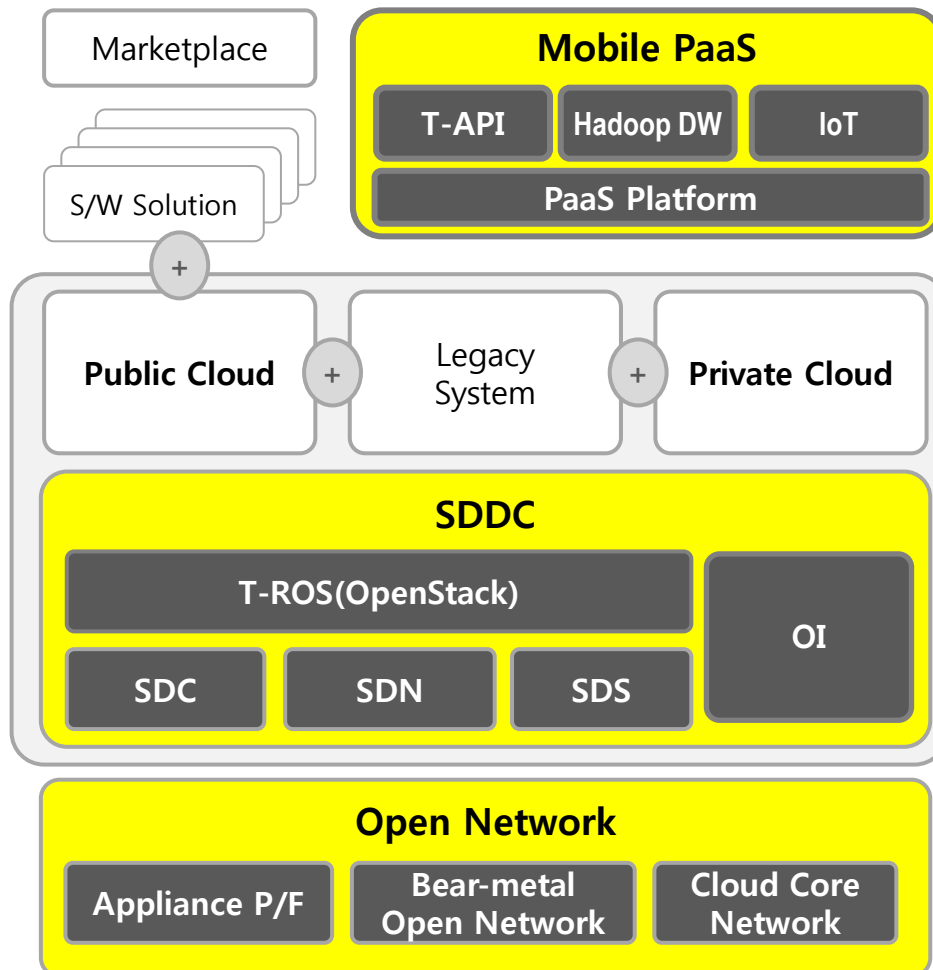 Marketplace
Mobile PaaS
T-API
Hadoop DW
IoT
PaaS Platform
S/W Solution
+
Public Cloud
+
Legacy
System
+
Private Cloud
SDDC
T-ROS(OpenStack)
OI
SDC
SDN
SDS
Open Network
Appliance P/F
Bear-metal
Open Network
Cloud Core
Network